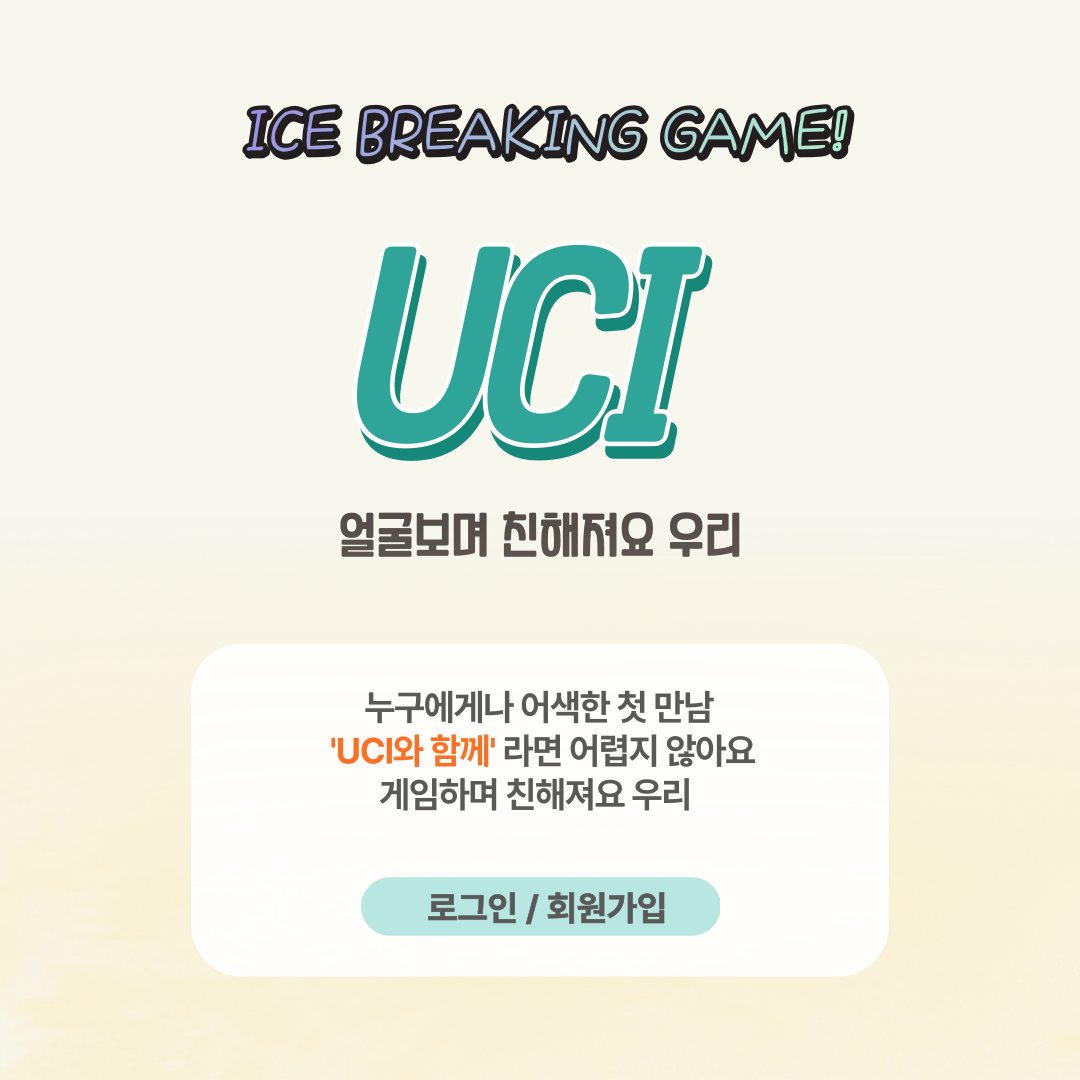 ICE BREAKING GAME!
UCI
얼굴보며 친해져요 우리
누구에게나 어색한 첫 만남
'UCI와 함께' 라면 어렵지 않아요
게임하며 친해져요 우리
로그인 / 회원가입